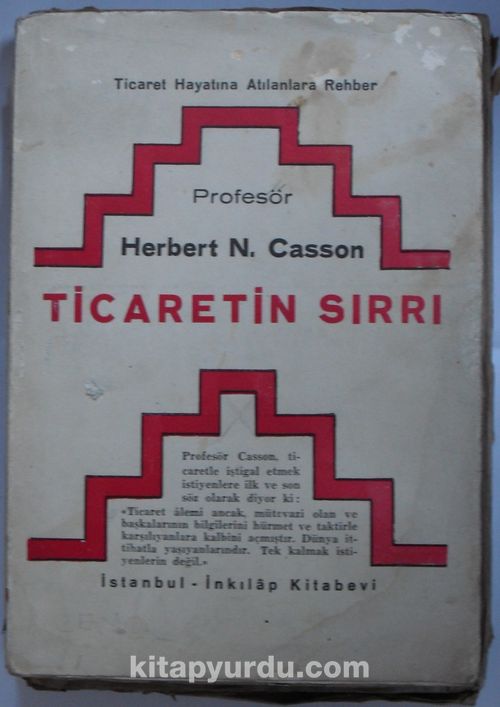 Ticaret Hayatına Atılanlara Rehber
Profesör
Herbert N. Casson
TİCARETİN SIRRI
Profesör Casson, ti-
caretle iştigal etmek
istiyenlere ilk ve son
söz olarak diyor ki:
«Ticaret âlemi ancak, mütevazi olan ve
başkalarının bilgilerini hürmet ve taktirle
karşılıyanlara kalbini açmıştır. Dünya it-
tihatla yaşıyanlarındır. Tek kalmak isti-
yenlerin değil.»
İstanbul - İnkılâp Kitabevi
kitapyurdu.com